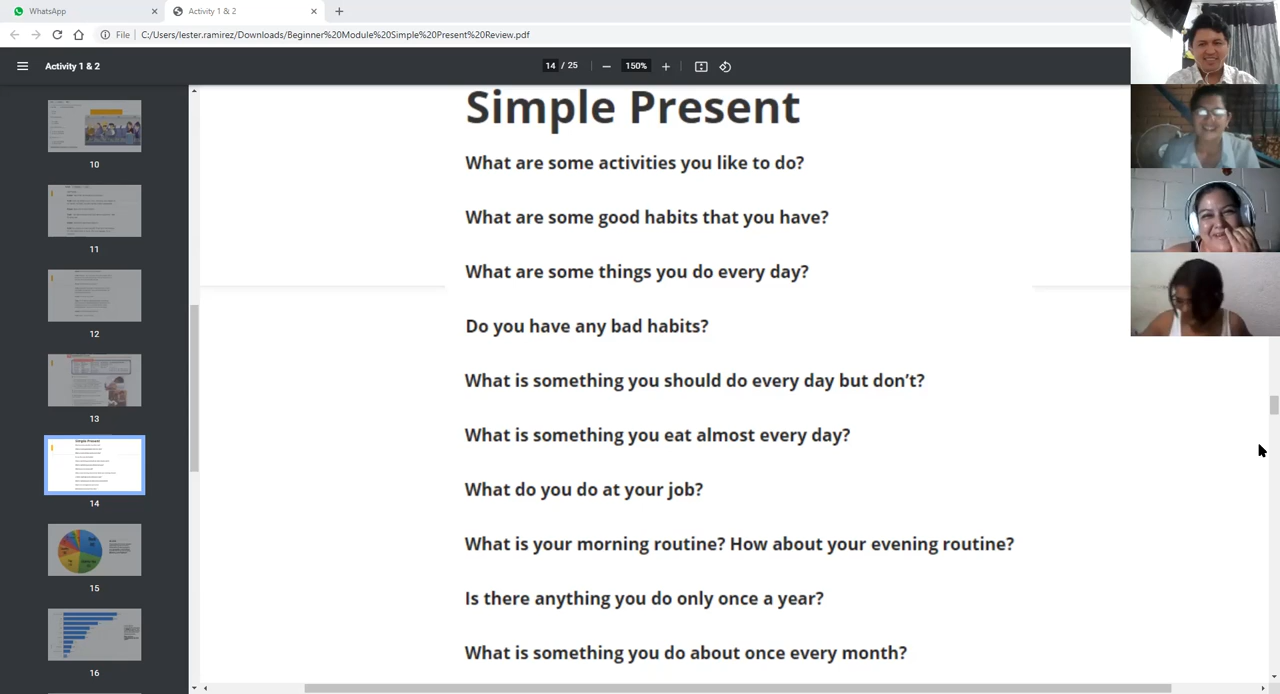 WhatsApp
Activity 1 & 2
File
C:/Users/lester.ramirez/Downloads/Beginner%20Module%20Simple%20Present%20Review.pdf
Activity 1 & 2
14 / 25
150%
10
11
12
13
14
15
16
Simple Present
What are some activities you like to do?
What are some good habits that you have?
What are some things you do every day?
Do you have any bad habits?
What is something you should do every day but don’t?
What is something you eat almost every day?
What do you do at your job?
What is your morning routine? How about your evening routine?
Is there anything you do only once a year?
What is something you do about once every month?